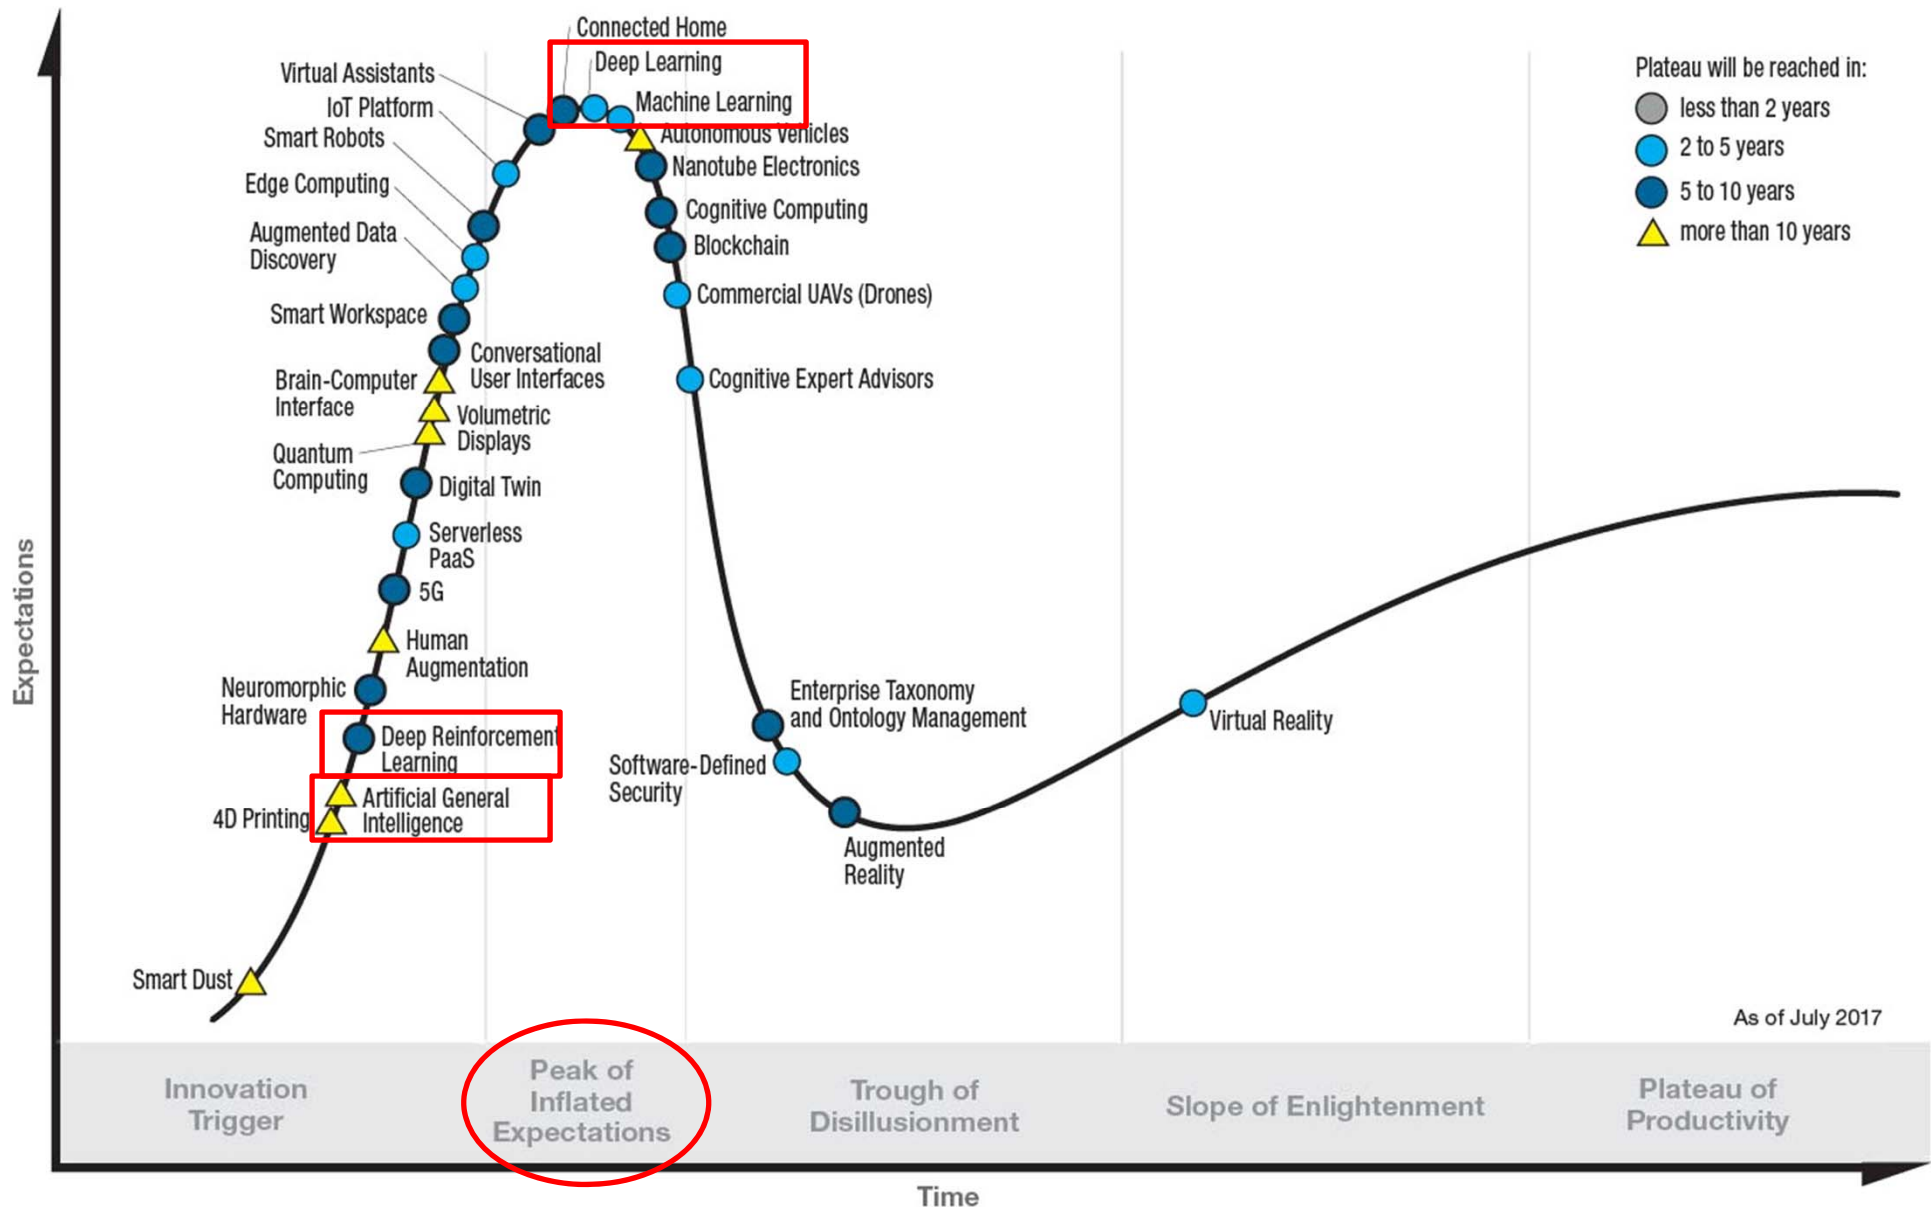 Connected Home
Deep Learning
Virtual Assistants
Machine Learning
IoT Platform
Autonomous Vehicles
Smart Robots
Nanotube Electronics
Edge Computing
Cognitive Computing
Augmented Data
Discovery
Blockchain
Commercial UAVs (Drones)
Smart Workspace
Conversational
User Interfaces
Brain-Computer
Interface
Cognitive Expert Advisors
Volumetric
Displays
Quantum
Computing
Digital Twin
Serverless
PaaS
5G
Human
Augmentation
Neuromorphic
Hardware
Deep Reinforcement
Learning
Artificial General
Intelligence
4D Printing
Smart Dust
Enterprise Taxonomy
and Ontology Management
Software-Defined
Security
Augmented
Reality
Virtual Reality
Plateau will be reached in:
less than 2 years
2 to 5 years
5 to 10 years
more than 10 years
As of July 2017
Expectations
Innovation
Trigger
Peak of
Inflated
Expectations
Trough of
Disillusionment
Slope of Enlightenment
Plateau of
Productivity
Time